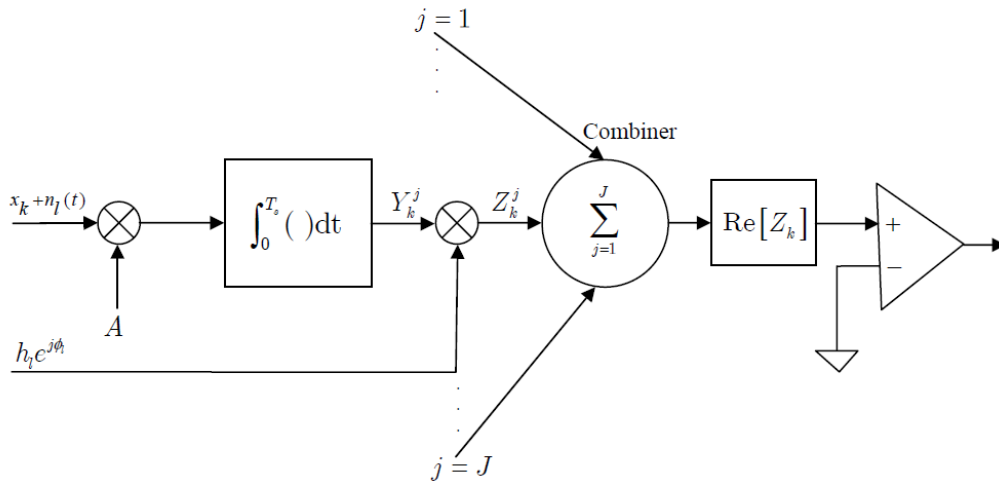 j = 1
Combiner
x_k + n_l(t)
∫_0^{T_s} ( )dt
Y_k^j
Z_k^j
∑_{j=1}^{J}
Re[Z_k]
+
−
A
h_l e^{jϕ_l}
j = J